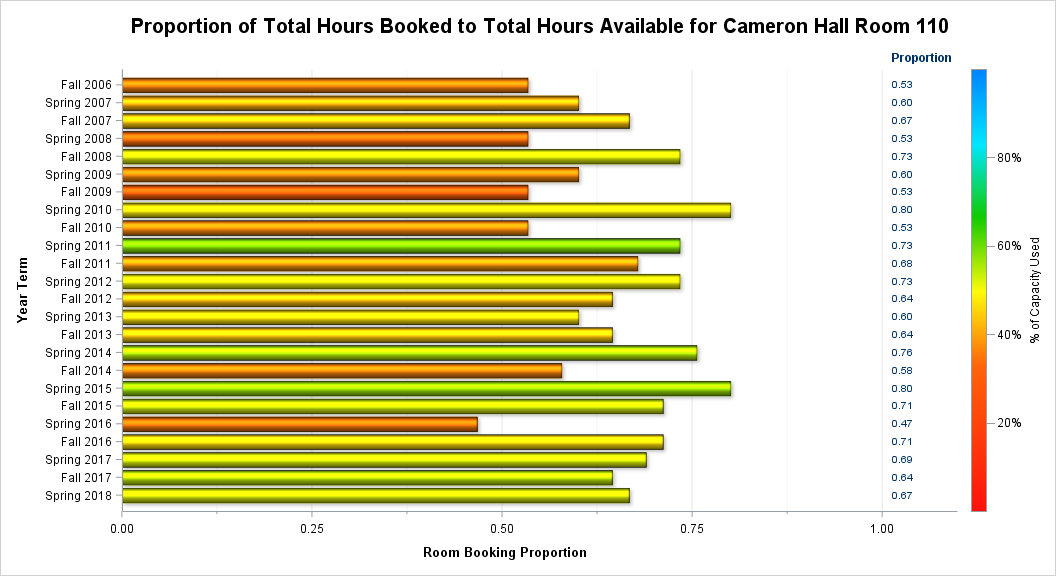 Proportion of Total Hours Booked to Total Hours Available for Cameron Hall Room 110
Proportion
Fall 2006 0.53
Spring 2007 0.60
Fall 2007 0.67
Spring 2008 0.53
Fall 2008 0.73
Spring 2009 0.60
Fall 2009 0.53
Spring 2010 0.80
Fall 2010 0.53
Spring 2011 0.73
Fall 2011 0.68
Spring 2012 0.73
Fall 2012 0.64
Spring 2013 0.60
Fall 2013 0.64
Spring 2014 0.76
Fall 2014 0.58
Spring 2015 0.80
Fall 2015 0.71
Spring 2016 0.47
Fall 2016 0.71
Spring 2017 0.69
Fall 2017 0.64
Spring 2018 0.67
Year Term
0.00 0.25 0.50 0.75 1.00
Room Booking Proportion
80%
60%
40%
20%
% of Capacity Used